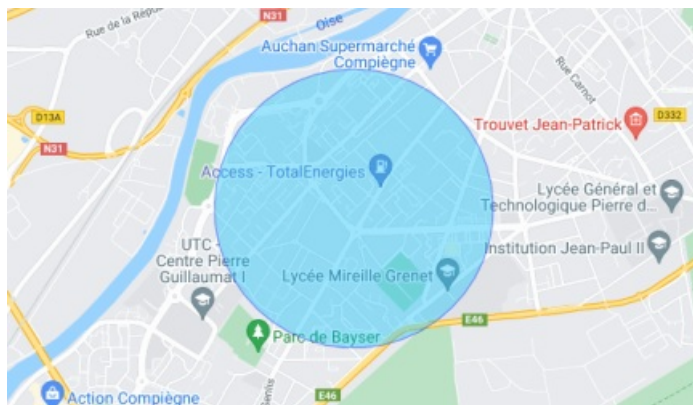 Rue de la Répu
N31
Oise
Auchan Supermarché
Compiègne
Rue Carnot
D13A
N31
D332
Trouvet Jean-Patrick
Access - TotalEnergies
Lycée Général et
Technologique Pierre d...
UTC -
Centre Pierre
Guillaumat I
Institution Jean-Paul II
Lycée Mireille Grenet
E46
Parc de Bayser
E46
Action Compiègne